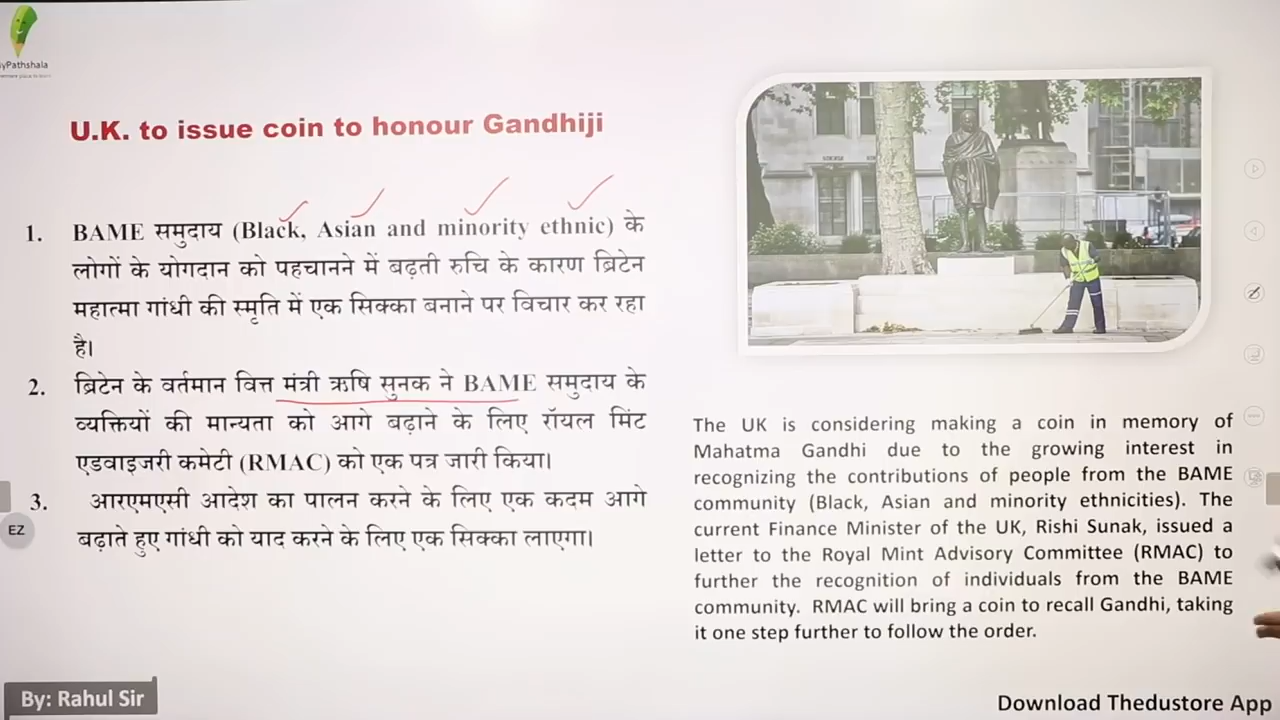 yPathshala
U.K. to issue coin to honour Gandhiji
1. BAME समुदाय (Black, Asian and minority ethnic) के
लोगों के योगदान को पहचानने में बढ़ती रुचि के कारण ब्रिटेन
महात्मा गांधी की स्मृति में एक सिक्का बनाने पर विचार कर रहा
है।
2. ब्रिटेन के वर्तमान वित्त मंत्री ऋषि सुनक ने BAME समुदाय के
व्यक्तियों की मान्यता को आगे बढ़ाने के लिए रॉयल मिंट
एडवाइजरी कमेटी (RMAC) को एक पत्र जारी किया।
3. आरएमएसी आदेश का पालन करने के लिए एक कदम आगे
बढ़ाते हुए गांधी को याद करने के लिए एक सिक्का लाएगा।
EZ
The UK is considering making a coin in memory of
Mahatma Gandhi due to the growing interest in
recognizing the contributions of people from the BAME
community (Black, Asian and minority ethnicities). The
current Finance Minister of the UK, Rishi Sunak, issued a
letter to the Royal Mint Advisory Committee (RMAC) to
further the recognition of individuals from the BAME
community. RMAC will bring a coin to recall Gandhi, taking
it one step further to follow the order.
By: Rahul Sir
Download Thedustore App